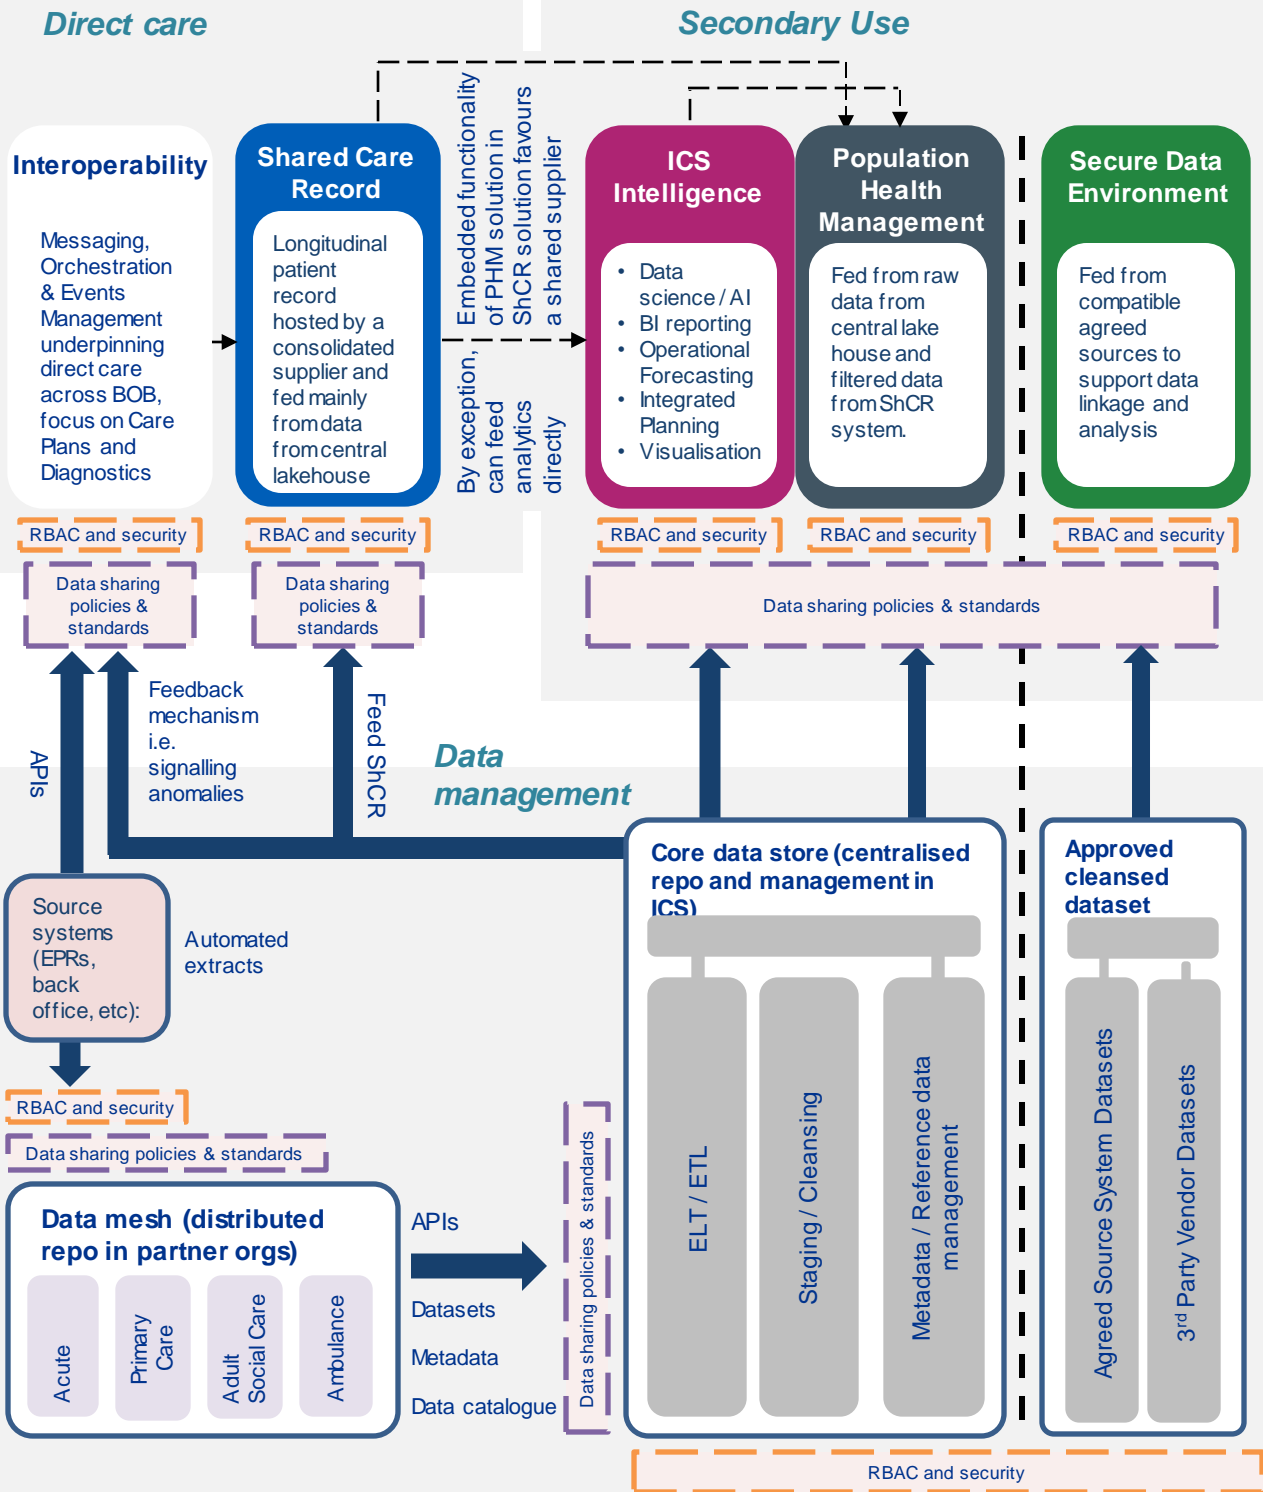 Direct care
Secondary Use
Interoperability
Messaging,
Orchestration
& Events
Management
underpinning
direct care
across BOB,
focus on Care
Plans and
Diagnostics
Shared Care
Record
Longitudinal
patient
record
hosted by a
consolidated
supplier and
fed mainly
from data
from central
lakehouse
Embedded functionality
of PHM solution in
ShCR solution favours
a shared supplier
By exception,
can feed
analytics
directly
ICS
Intelligence
• Data
science / AI
• BI reporting
• Operational
Forecasting
• Integrated
Planning
• Visualisation
Population
Health
Management
Fed from raw
data from
central lake
house and
filtered data
from ShCR
system.
Secure Data
Environment
Fed from
compatible
agreed
sources to
support data
linkage and
analysis
RBAC and security
RBAC and security
RBAC and security
RBAC and security
RBAC and security
Data sharing
policies &
standards
Data sharing
policies &
standards
Data sharing policies & standards
APIs
Feedback
mechanism
i.e.
signalling
anomalies
Feed ShCR
Data
management
Source
systems
(EPRs,
back
office, etc):
Automated
extracts
RBAC and security
Data sharing policies & standards
Data mesh (distributed
repo in partner orgs)
Acute
Primary
Care
Adult
Social Care
Ambulance
APIs
Datasets
Metadata
Data catalogue
Data sharing policies & standards
Core data store (centralised
repo and management in
ICS)
ELT / ETL
Staging / Cleansing
Metadata / Reference data
management
Approved
cleansed
dataset
Agreed Source System Datasets
3rd Party Vendor Datasets
RBAC and security